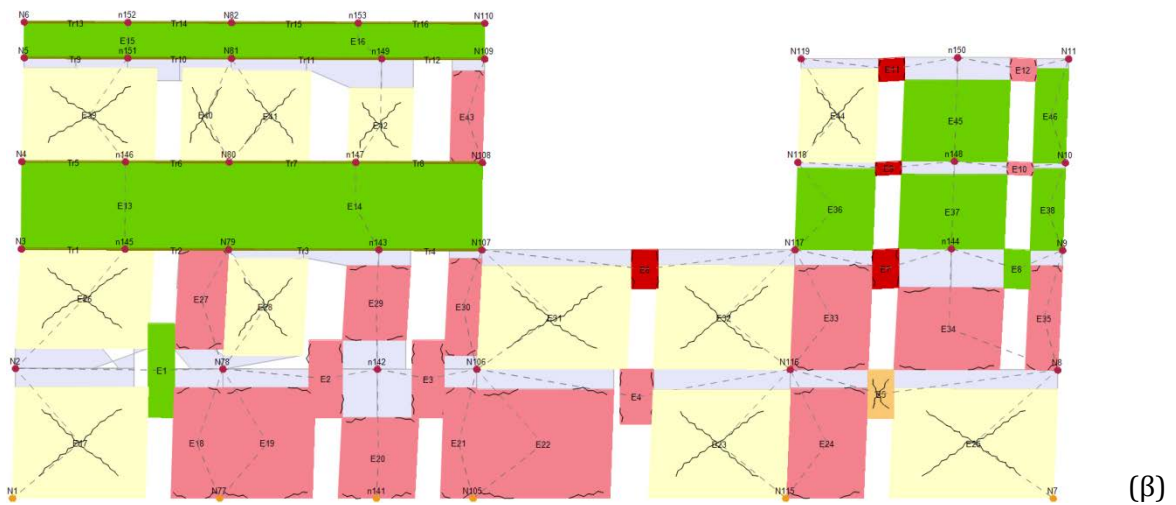 N6 n152 N82 n153 N110
Tr13 Tr14 Tr15 Tr16
E15 E16
N5 n151 N81 n149 N109 N119 n150 N11
Tr9 Tr10 Tr11 Tr12 E12
E39 E40 E41 E42 E43 E44 E45 E46
N4 n146 N80 n147 N108 N118 n148 N10
Tr5 Tr6 Tr7 Tr8 E10
E13 E14 E36 E37 E38
N3 n145 N79 n143 N107 N117 n144 N9
Tr1 Tr2 Tr3 Tr4 E6 E8
E26 E27 E28 E29 E30 E31 E32 E33 E34 E35
N2 N78 n142 N106 N116 N8
E1 E2 E3 E4 E5
E17 E18 E19 E20 E21 E22 E23 E24 E25
N1 N77 n141 N105 N115 N7
(β)